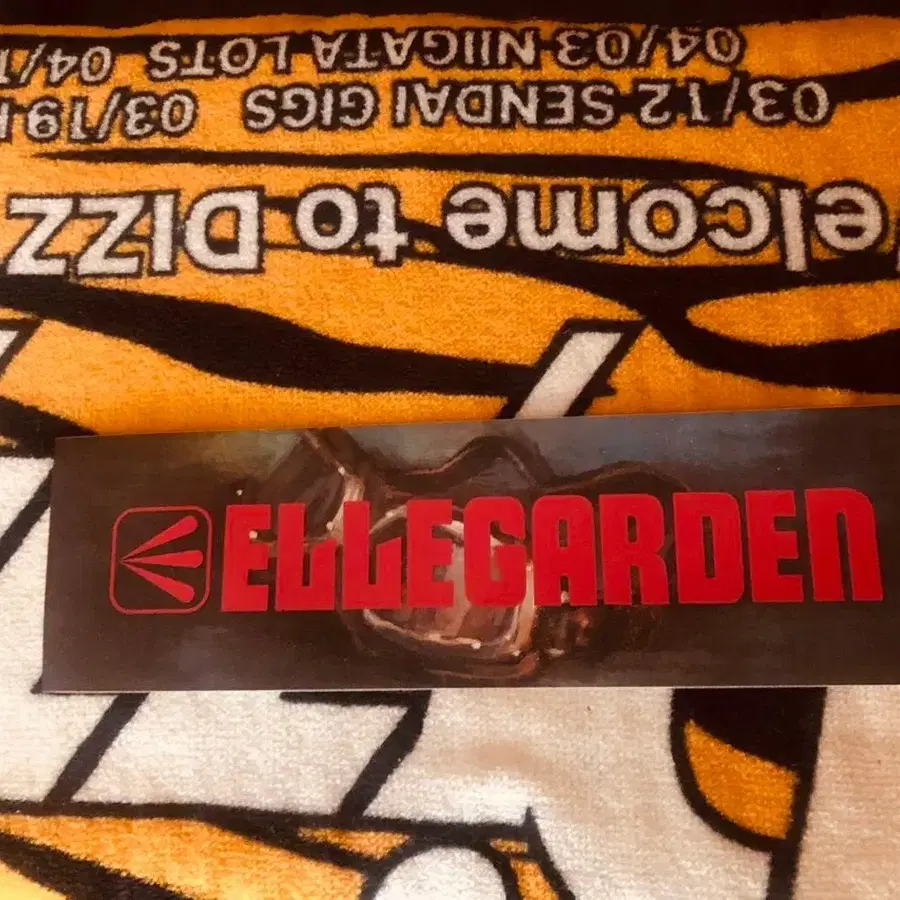 elcome to DIZZ
03/12 SENDAI GIGS 03/19
04/03 NIIGATA LOTS 04/1
ELLEGARDEN